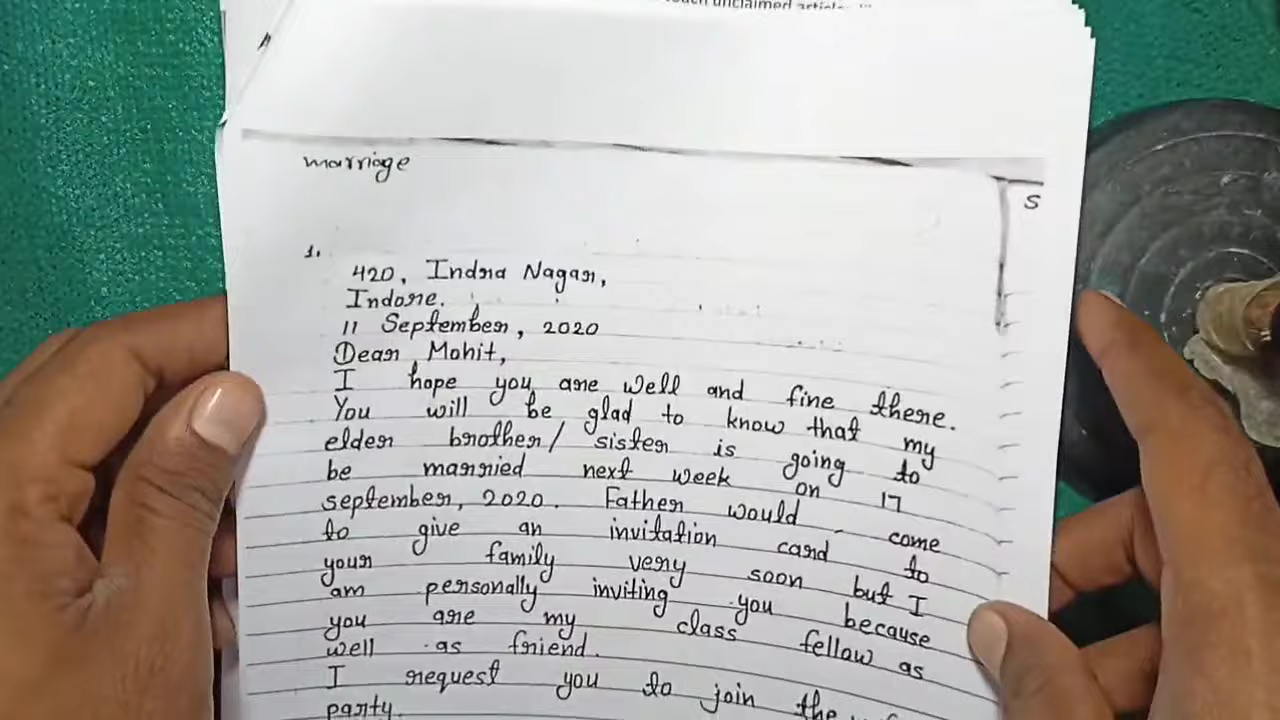 unclaimed
marriage
S
1.
420, Indra Nagar,
Indore.
11 September, 2020
Dear Mohit,
I hope you are well and fine there.
You will be glad to know that my
elder brother/ sister is going to
be married next week on 17
september, 2020. Father would come
to give an invitation card to
your family very soon but I
am personally inviting you because
you are my class fellow as
well as friend.
I request you to join the
party.